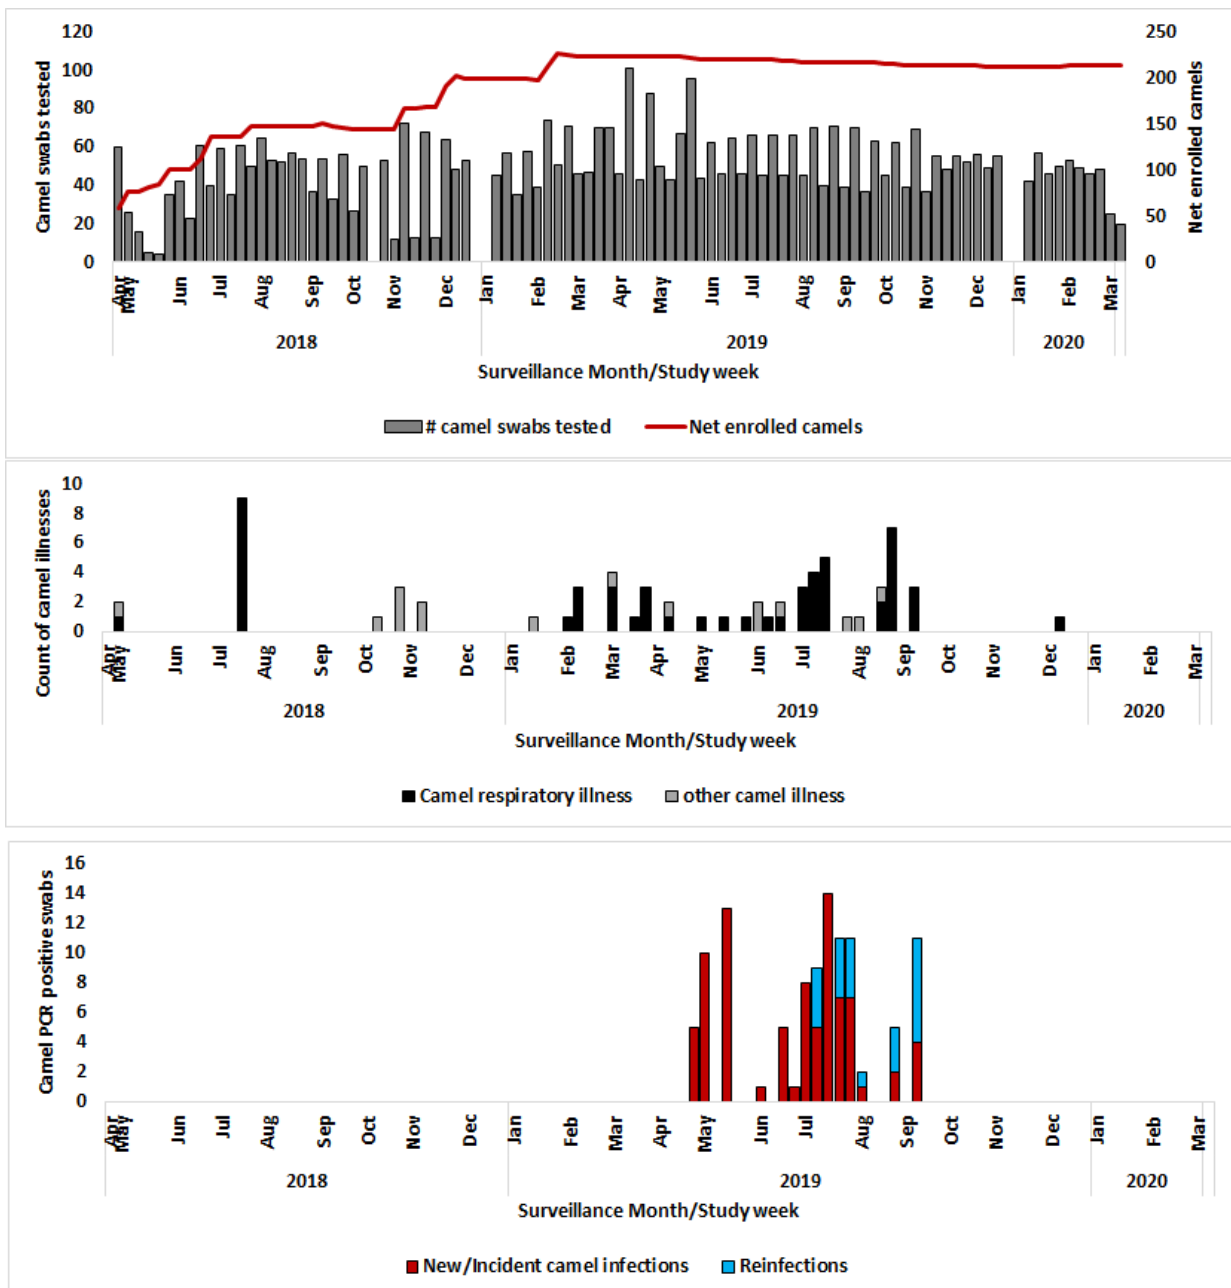 120
100
80
60
40
20
0
250
200
150
100
50
0
Camel swabs tested
Net enrolled camels
Apr May Jun Jul Aug Sep Oct Nov Dec Jan Feb Mar Apr May Jun Jul Aug Sep Oct Nov Dec Jan Feb Mar
2018 2019 2020
Surveillance Month/Study week
# camel swabs tested Net enrolled camels
10
8
6
4
2
0
Count of camel illnesses
Apr May Jun Jul Aug Sep Oct Nov Dec Jan Feb Mar Apr May Jun Jul Aug Sep Oct Nov Dec Jan Feb Mar
2018 2019 2020
Surveillance Month/Study week
Camel respiratory illness other camel illness
16
14
12
10
8
6
4
2
0
Camel PCR positive swabs
Apr May Jun Jul Aug Sep Oct Nov Dec Jan Feb Mar Apr May Jun Jul Aug Sep Oct Nov Dec Jan Feb Mar
2018 2019 2020
Surveillance Month/Study week
New/Incident camel infections Reinfections